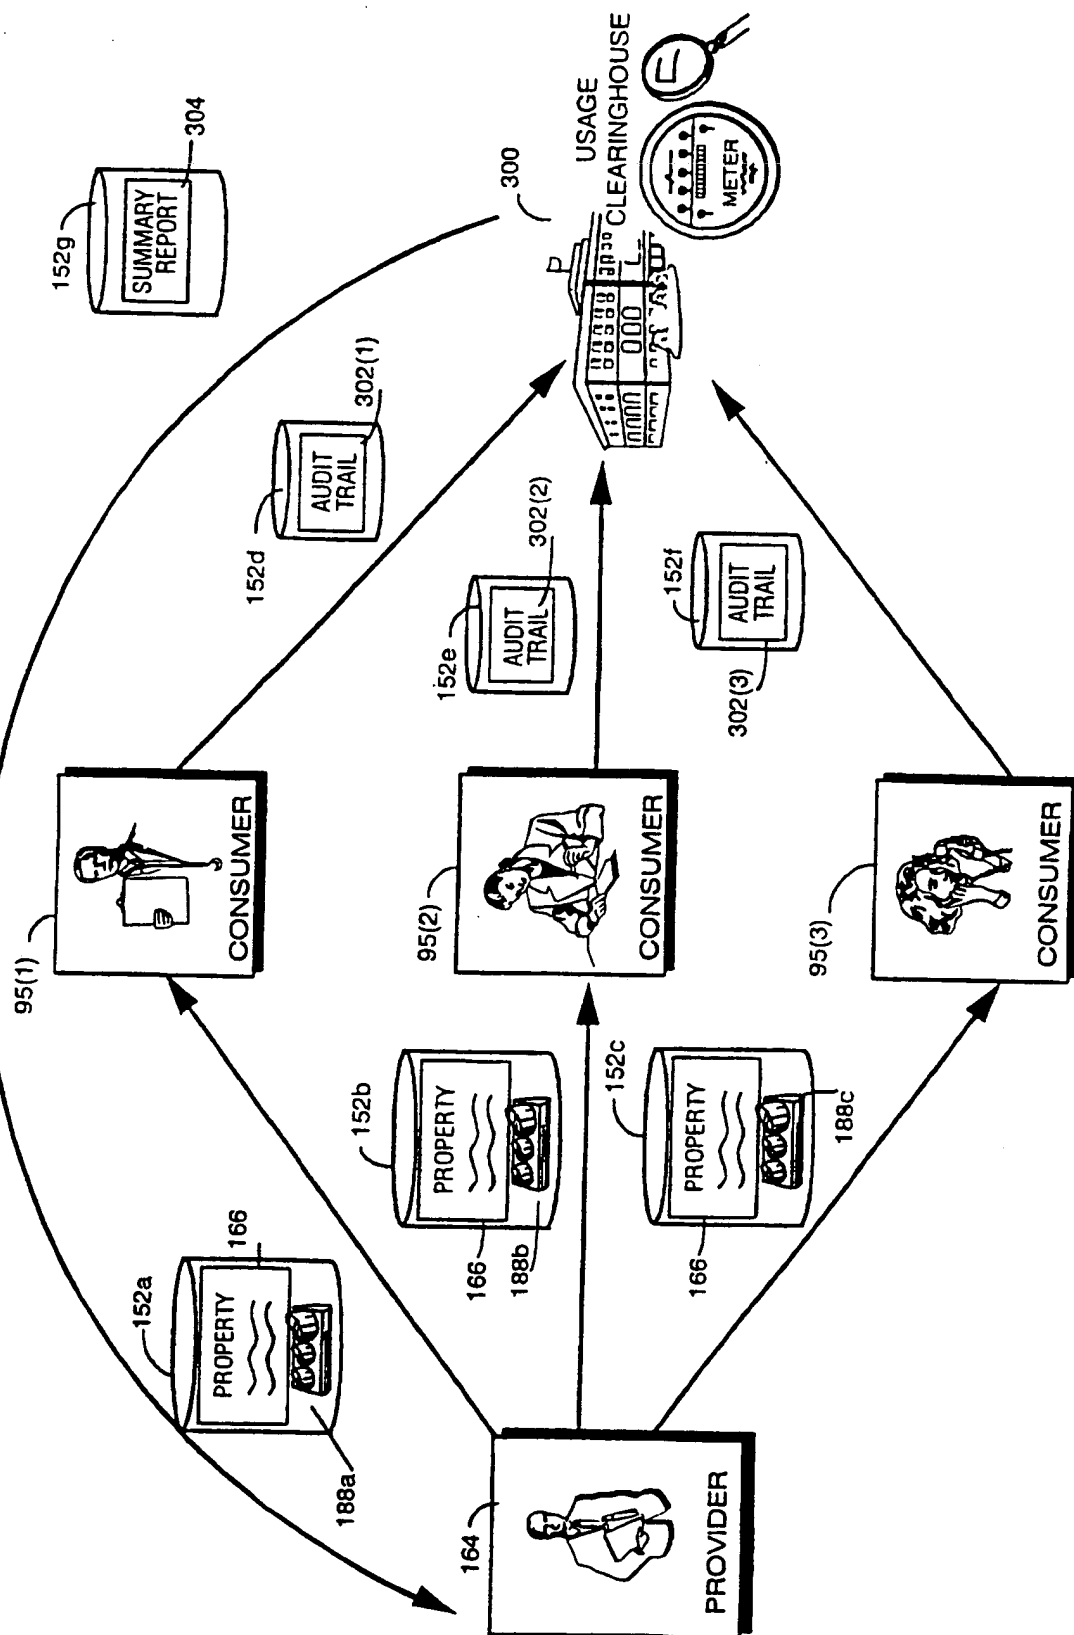 152g
SUMMARY
REPORT
304
300
USAGE
CLEARINGHOUSE
METER
152d
AUDIT
TRAIL
302(1)
152e
AUDIT
TRAIL
302(2)
152f
AUDIT
TRAIL
302(3)
95(1)
CONSUMER
95(2)
CONSUMER
95(3)
CONSUMER
152a
PROPERTY
166
188a
152b
PROPERTY
166
188b
152c
PROPERTY
166
188c
164
PROVIDER